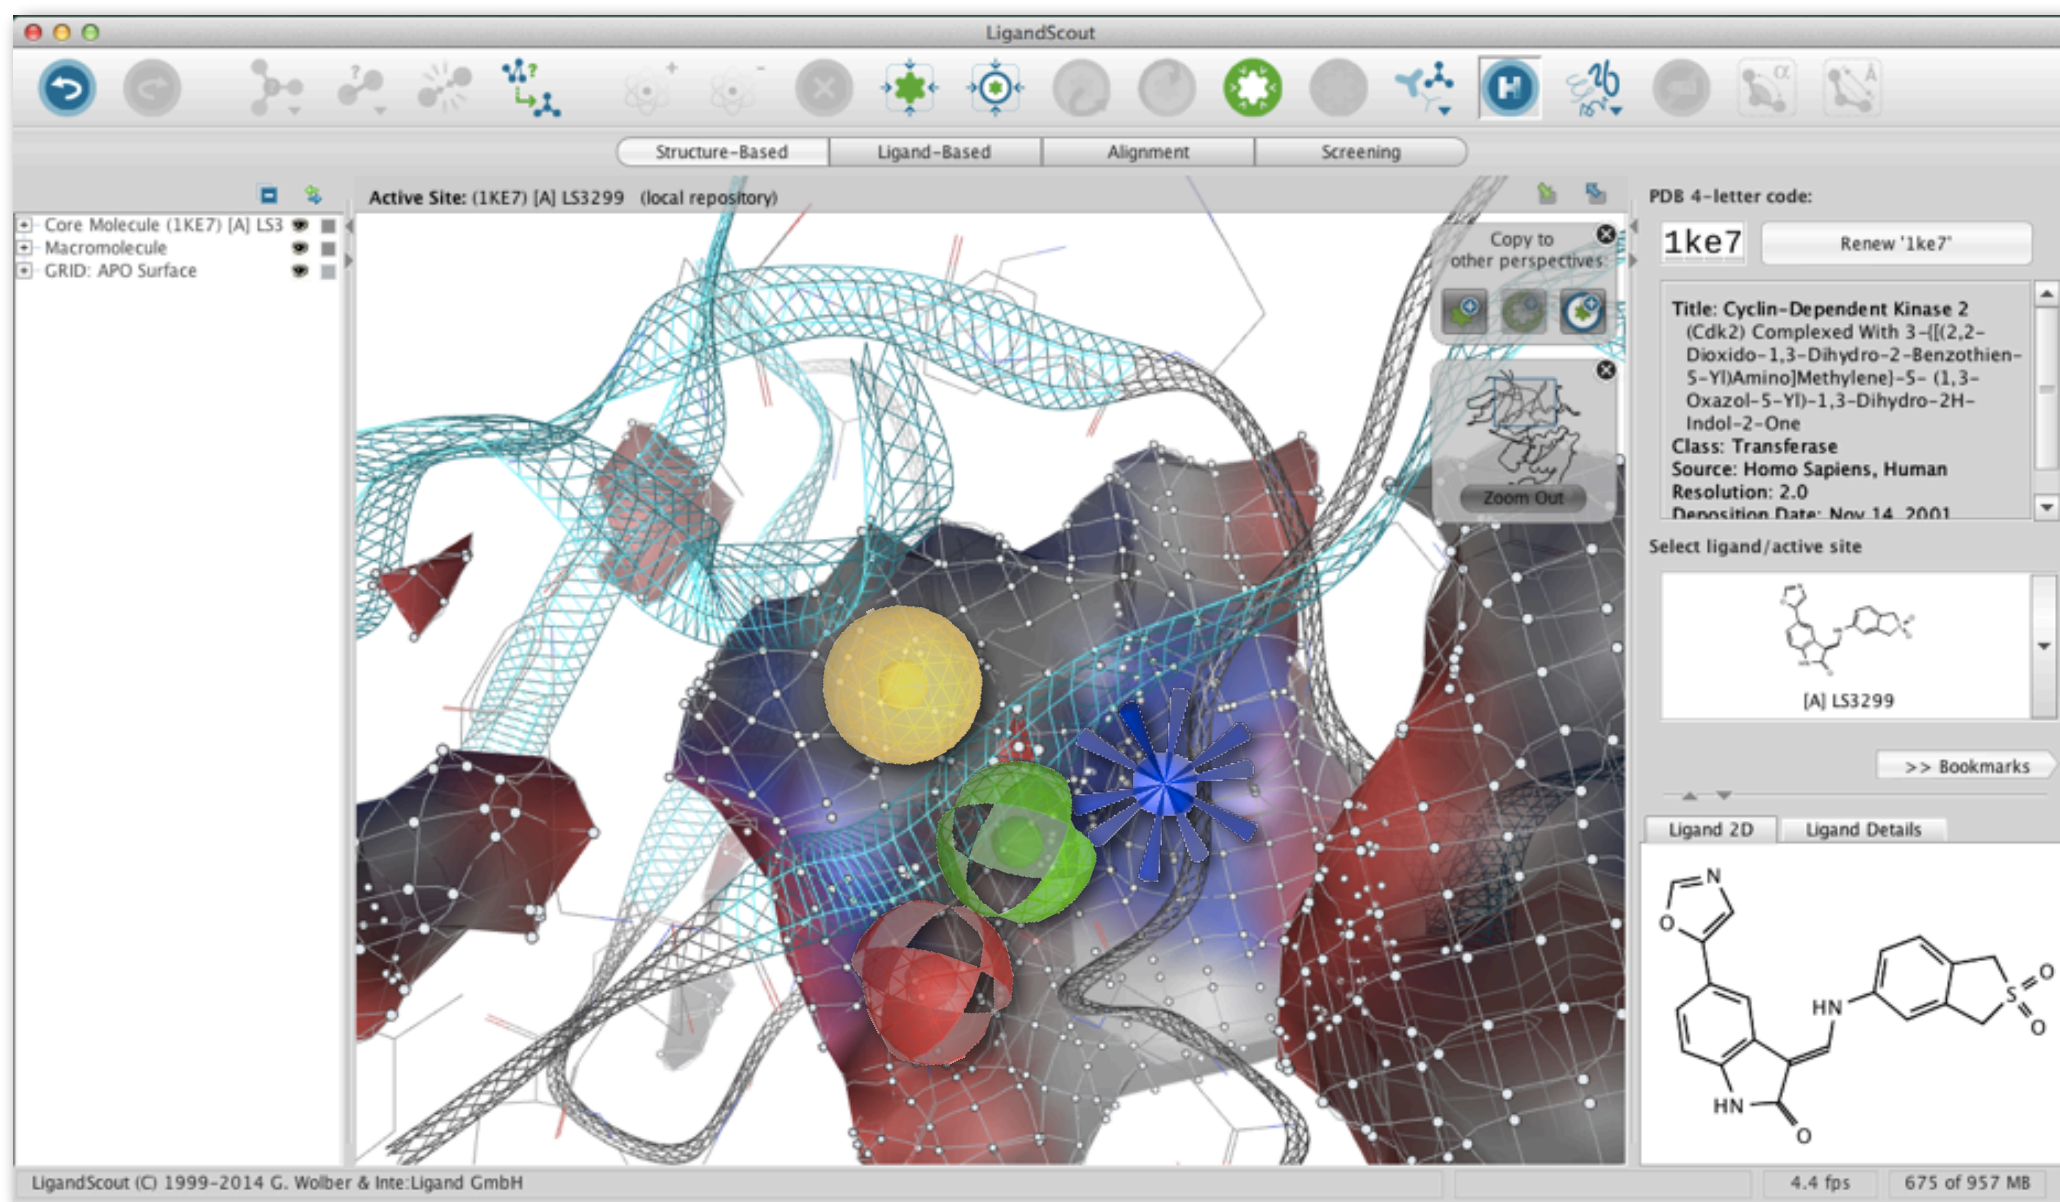 LigandScout
Structure-Based
Ligand-Based
Alignment
Screening
Active Site: (1KE7) [A] LS3299 (local repository)
Core Molecule (1KE7) [A] LS3
Macromolecule
GRID: APO Surface
Copy to
other perspectives:
Zoom Out
PDB 4-letter code:
1ke7
Renew '1ke7'
Title: Cyclin-Dependent Kinase 2
(Cdk2) Complexed With 3-{[(2,2-
Dioxido-1,3-Dihydro-2-Benzothien-
5-Yl)Amino]Methylene}-5- (1,3-
Oxazol-5-Yl)-1,3-Dihydro-2H-
Indol-2-One
Class: Transferase
Source: Homo Sapiens, Human
Resolution: 2.0
Deposition Date: Nov 14, 2001
Select ligand/active site
[A] LS3299
>> Bookmarks
Ligand 2D
Ligand Details
N
O
HN
S
O
O
HN
O
LigandScout (C) 1999-2014 G. Wolber & Inte:Ligand GmbH
4.4 fps
675 of 957 MB